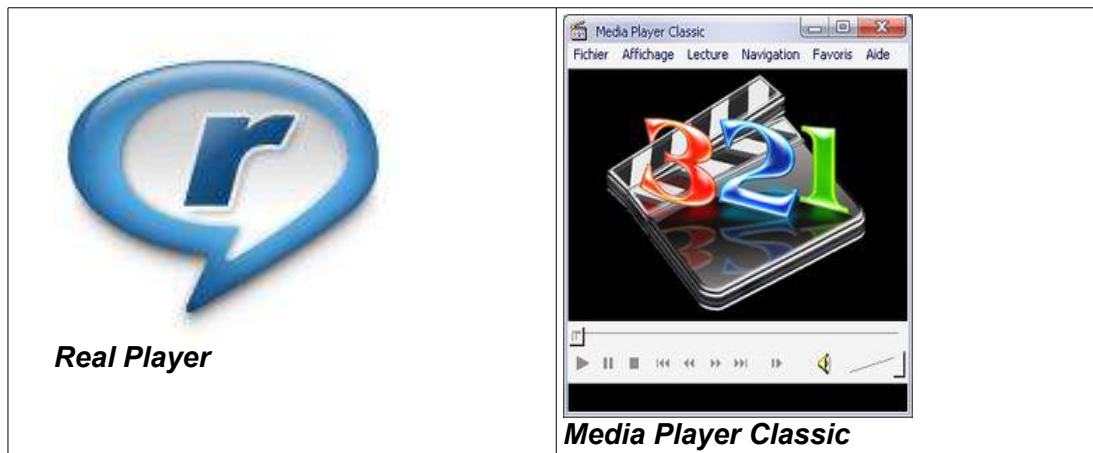 r
Real Player
Media Player Classic
Fichier Affichage Lecture Navigation Favoris Aide
321
Media Player Classic